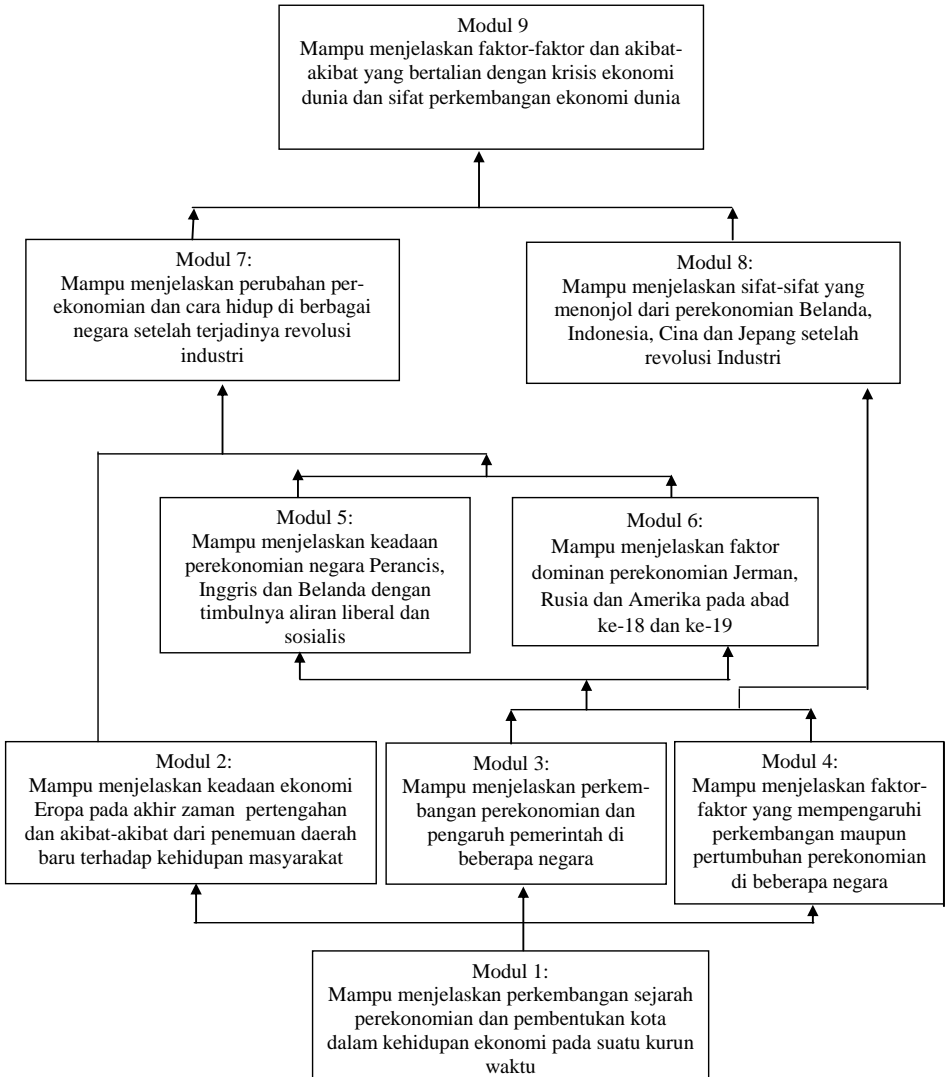 Modul 9
Mampu menjelaskan faktor-faktor dan akibat-
akibat yang bertalian dengan krisis ekonomi
dunia dan sifat perkembangan ekonomi dunia
Modul 7:
Mampu menjelaskan perubahan per-
ekonomian dan cara hidup di berbagai
negara setelah terjadinya revolusi
industri
Modul 8:
Mampu menjelaskan sifat-sifat yang
menonjol dari perekonomian Belanda,
Indonesia, Cina dan Jepang setelah
revolusi Industri
Modul 5:
Mampu menjelaskan keadaan
perekonomian negara Perancis,
Inggris dan Belanda dengan
timbulnya aliran liberal dan
sosialis
Modul 6:
Mampu menjelaskan faktor
dominan perekonomian Jerman,
Rusia dan Amerika pada abad
ke-18 dan ke-19
Modul 2:
Mampu menjelaskan keadaan ekonomi
Eropa pada akhir zaman pertengahan
dan akibat-akibat dari penemuan daerah
baru terhadap kehidupan masyarakat
Modul 3:
Mampu menjelaskan perkem-
bangan perekonomian dan
pengaruh pemerintah di
beberapa negara
Modul 4:
Mampu menjelaskan faktor-
faktor yang mempengaruhi
perkembangan maupun
pertumbuhan perekonomian
di beberapa negara
Modul 1:
Mampu menjelaskan perkembangan sejarah
perekonomian dan pembentukan kota
dalam kehidupan ekonomi pada suatu kurun
waktu